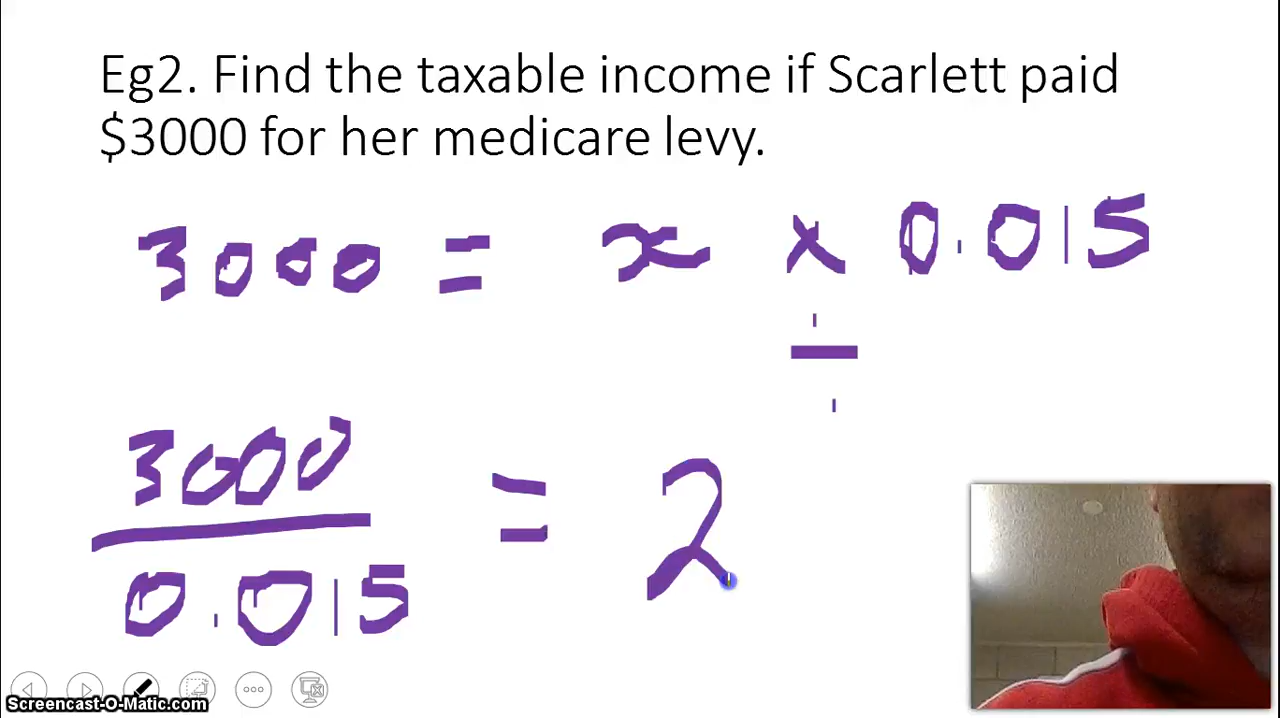 Eg2. Find the taxable income if Scarlett paid
$3000 for her medicare levy.
3000 = x × 0.015
÷
3000
= 2
0.015
Screencast-O-Matic.com